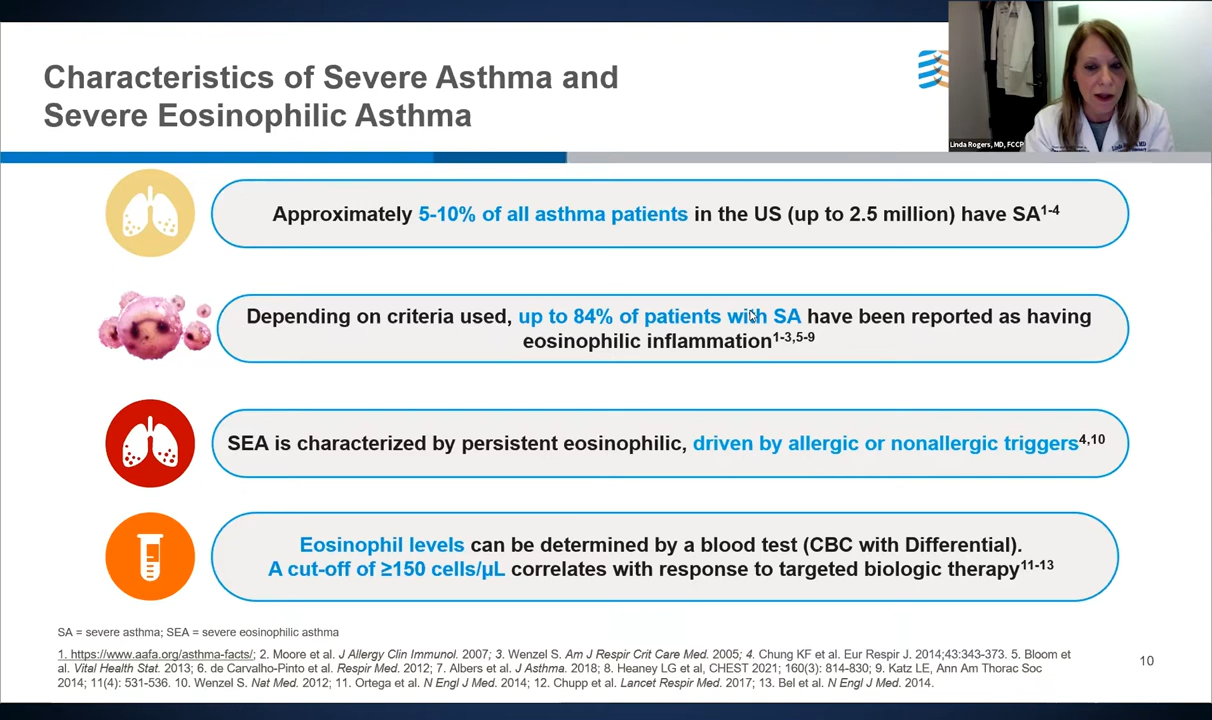 Characteristics of Severe Asthma and
Severe Eosinophilic Asthma
Linda Rogers, MD, FCCP
Approximately 5-10% of all asthma patients in the US (up to 2.5 million) have SA1-4
Depending on criteria used, up to 84% of patients with SA have been reported as having
eosinophilic inflammation1-3,5-9
SEA is characterized by persistent eosinophilic, driven by allergic or nonallergic triggers4,10
Eosinophil levels can be determined by a blood test (CBC with Differential).
A cut-off of ≥150 cells/µL correlates with response to targeted biologic therapy11-13
SA = severe asthma; SEA = severe eosinophilic asthma
1. https://www.aafa.org/asthma-facts/; 2. Moore et al. J Allergy Clin Immunol. 2007; 3. Wenzel S. Am J Respir Crit Care Med. 2005; 4. Chung KF et al. Eur Respir J. 2014;43:343-373. 5. Bloom et
al. Vital Health Stat. 2013; 6. de Carvalho-Pinto et al. Respir Med. 2012; 7. Albers et al. J Asthma. 2018; 8. Heaney LG et al, CHEST 2021; 160(3): 814-830; 9. Katz LE, Ann Am Thorac Soc
2014; 11(4): 531-536. 10. Wenzel S. Nat Med. 2012; 11. Ortega et al. N Engl J Med. 2014; 12. Chupp et al. Lancet Respir Med. 2017; 13. Bel et al. N Engl J Med. 2014.
10